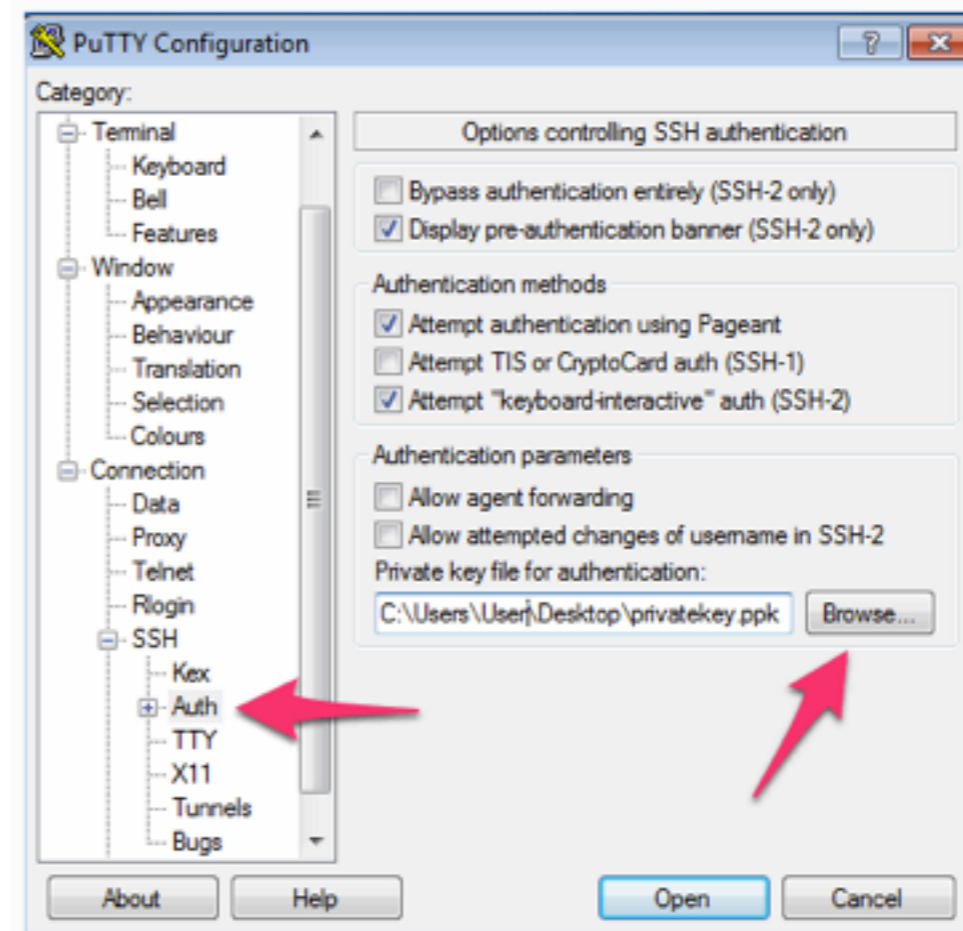 PuTTY Configuration
Category:
Terminal
Keyboard
Bell
Features
Window
Appearance
Behaviour
Translation
Selection
Colours
Connection
Data
Proxy
Telnet
Rlogin
SSH
Kex
Auth
TTY
X11
Tunnels
Bugs
Options controlling SSH authentication
Bypass authentication entirely (SSH-2 only)
Display pre-authentication banner (SSH-2 only)
Authentication methods
Attempt authentication using Pageant
Attempt TIS or CryptoCard auth (SSH-1)
Attempt "keyboard-interactive" auth (SSH-2)
Authentication parameters
Allow agent forwarding
Allow attempted changes of username in SSH-2
Private key file for authentication:
C:\Users\User\Desktop\privatekey.ppk
Browse...
About
Help
Open
Cancel